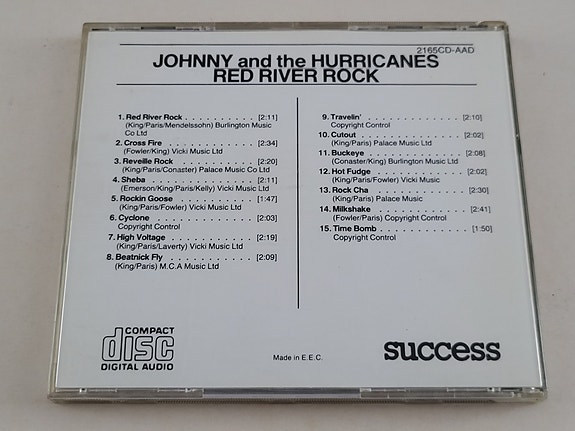 2165CD-AAD
JOHNNY and the HURRICANES
RED RIVER ROCK
1. Red River Rock . . . . . . . . . . . [2:11]
(King/Paris/Mendelssohn) Burlington Music
Co Ltd
2. Cross Fire . . . . . . . . . . . . . . [2:34]
(Fowler/King) Vicki Music Ltd
3. Reveille Rock . . . . . . . . . . . . [2:20]
(King/Paris/Conaster) Palace Music Co Ltd
4. Sheba . . . . . . . . . . . . . . . . [2:11]
(Emerson/King/Paris/Kelly) Vicki Music Ltd
5. Rockin Goose . . . . . . . . . . . [1:47]
(King/Paris/Fowler) Vicki Music Ltd
6. Cyclone . . . . . . . . . . . . . . . [2:03]
Copyright Control
7. High Voltage . . . . . . . . . . . . [2:19]
(King/Paris/Laverty) Vicki Music Ltd
8. Beatnick Fly . . . . . . . . . . . . [2:09]
(King/Paris) M.C.A Music Ltd
9. Travelin' . . . . . . . . . . . . . . [2:10]
Copyright Control
10. Cutout . . . . . . . . . . . . . . . [2:02]
(King/Paris) Palace Music Ltd
11. Buckeye . . . . . . . . . . . . . . [2:08]
(Conaster/King) Burlington Music Ltd
12. Hot Fudge . . . . . . . . . . . . . [2:02]
(King/Paris/Fowler) Vicki Music
13. Rock Cha . . . . . . . . . . . . . [2:30]
(King/Paris) Palace Music
14. Milkshake . . . . . . . . . . . . . [2:41]
(Fowler/Paris) Copyright Control
15. Time Bomb . . . . . . . . . . . . [1:50]
Copyright Control
COMPACT
disc
DIGITAL AUDIO
Made in E.E.C.
success